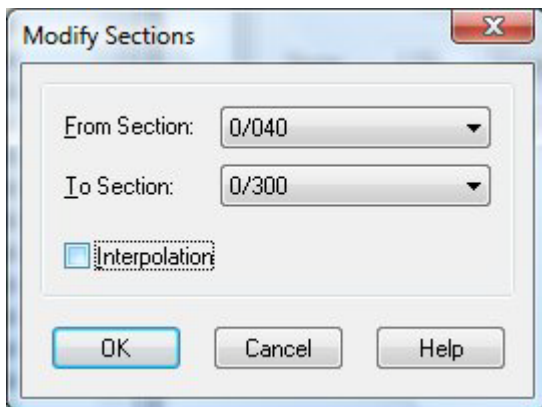 Modify Sections
From Section: 0/040
To Section: 0/300
Interpolation
OK Cancel Help